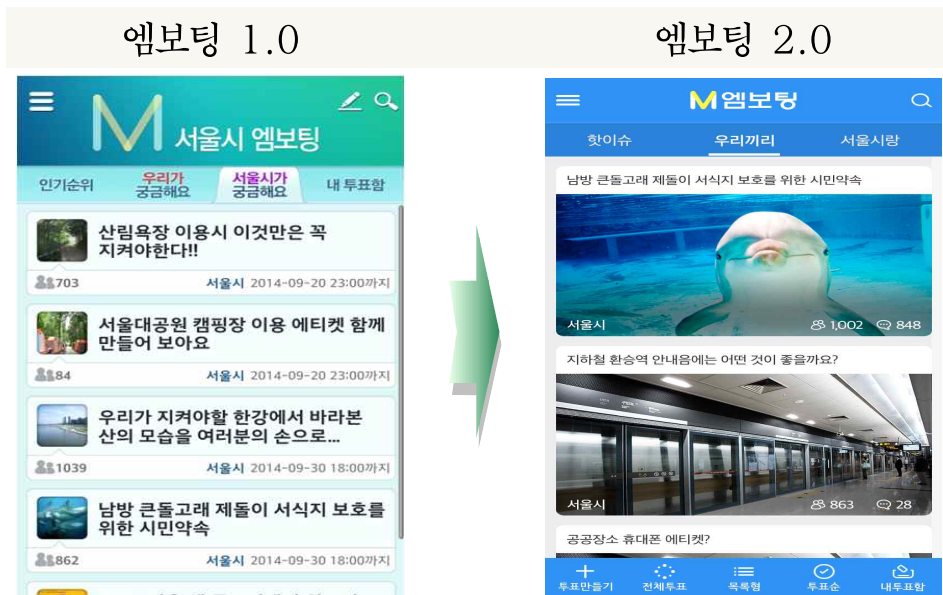 엠보팅 1.0
엠보팅 2.0
M 서울시 엠보팅
인기순위
우리가
궁금해요
서울시가
궁금해요
내 투표함
산림욕장 이용시 이것만은 꼭
지켜야한다!!
703
서울시 2014-09-20 23:00까지
서울대공원 캠핑장 이용 에티켓 함께
만들어 보아요
84
서울시 2014-09-20 23:00까지
우리가 지켜야할 한강에서 바라본
산의 모습을 여러분의 손으로...
1039
서울시 2014-09-30 18:00까지
남방 큰돌고래 제돌이 서식지 보호를
위한 시민약속
862
서울시 2014-09-30 18:00까지
M엠보팅
핫이슈 우리끼리 서울시랑
남방 큰돌고래 제돌이 서식지 보호를 위한 시민약속
서울시 1,002 848
지하철 환승역 안내음에는 어떤 것이 좋을까요?
서울시 863 28
공공장소 휴대폰 에티켓?
투표만들기 전체투표 목록형 투표순 내투표함